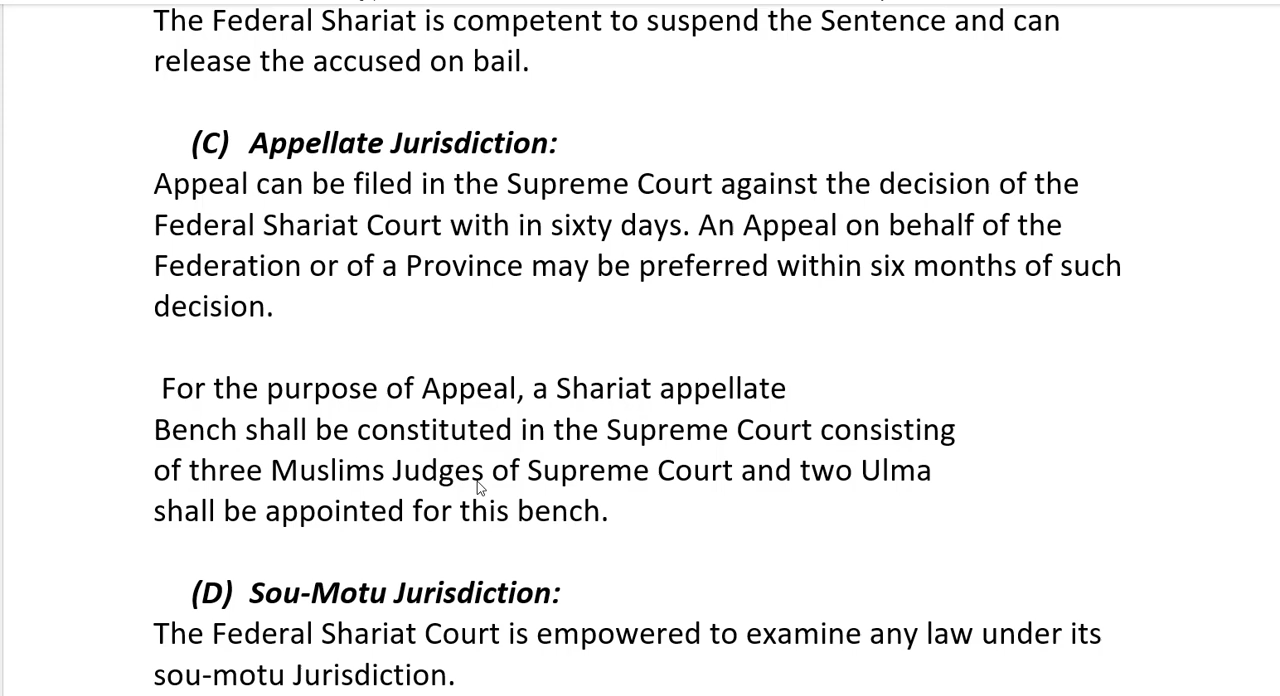 The Federal Shariat is competent to suspend the Sentence and can
release the accused on bail.
(C) Appellate Jurisdiction:
Appeal can be filed in the Supreme Court against the decision of the
Federal Shariat Court with in sixty days. An Appeal on behalf of the
Federation or of a Province may be preferred within six months of such
decision.
For the purpose of Appeal, a Shariat appellate
Bench shall be constituted in the Supreme Court consisting
of three Muslims Judges of Supreme Court and two Ulma
shall be appointed for this bench.
(D) Sou-Motu Jurisdiction:
The Federal Shariat Court is empowered to examine any law under its
sou-motu Jurisdiction.